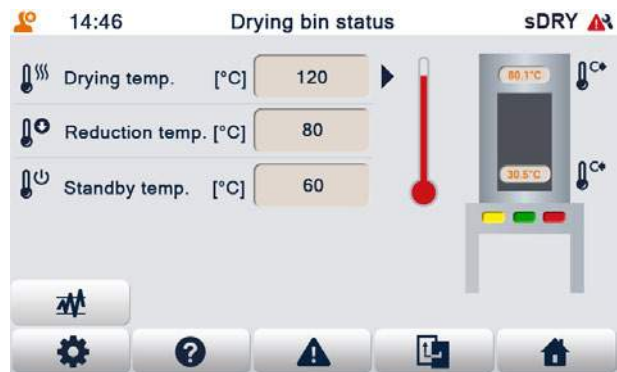 14:46 Drying bin status sDRY
Drying temp. [°C] 120
80.1°C
Reduction temp. [°C] 80
Standby temp. [°C] 60
30.5°C